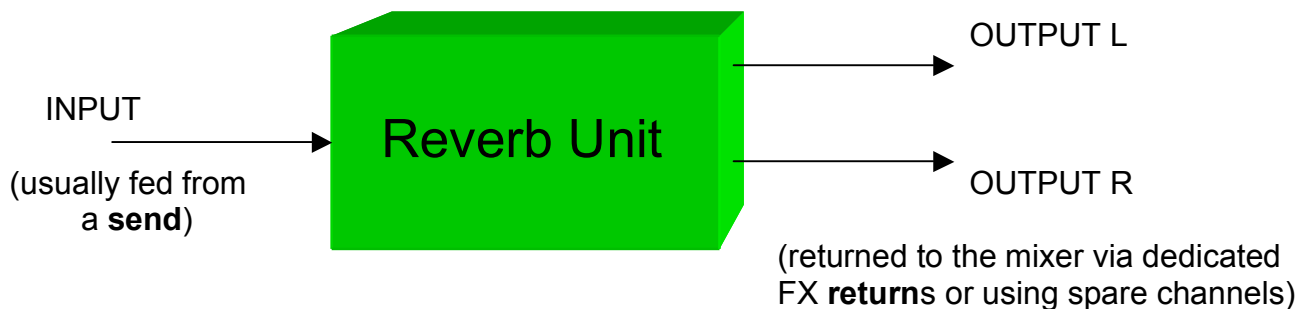 OUTPUT L
INPUT
Reverb Unit
(usually fed from
a send)
OUTPUT R
(returned to the mixer via dedicated
FX returns or using spare channels)